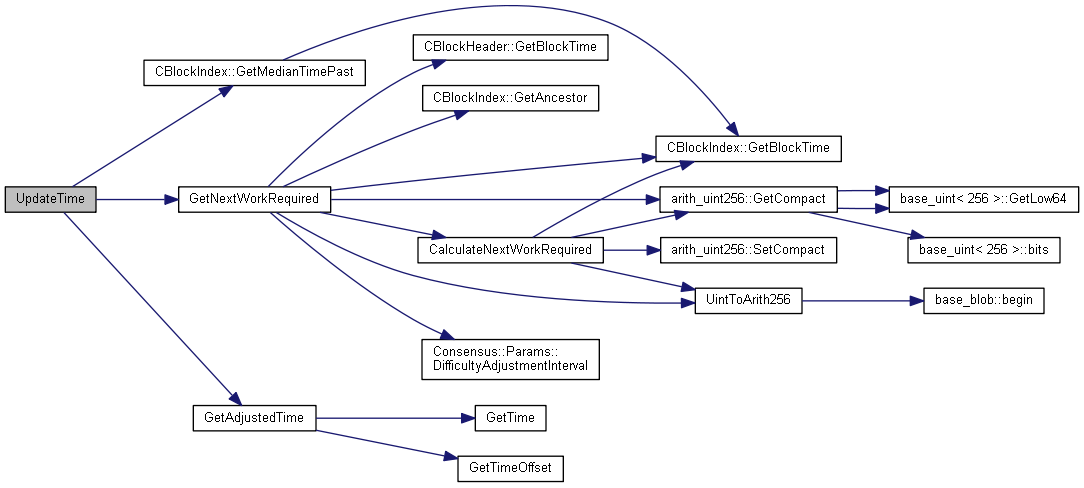 CBlockHeader::GetBlockTime
CBlockIndex::GetMedianTimePast
CBlockIndex::GetAncestor
CBlockIndex::GetBlockTime
UpdateTime
GetNextWorkRequired
arith_uint256::GetCompact
base_uint< 256 >::GetLow64
CalculateNextWorkRequired
arith_uint256::SetCompact
base_uint< 256 >::bits
UintToArith256
base_blob::begin
Consensus::Params::
DifficultyAdjustmentInterval
GetAdjustedTime
GetTime
GetTimeOffset